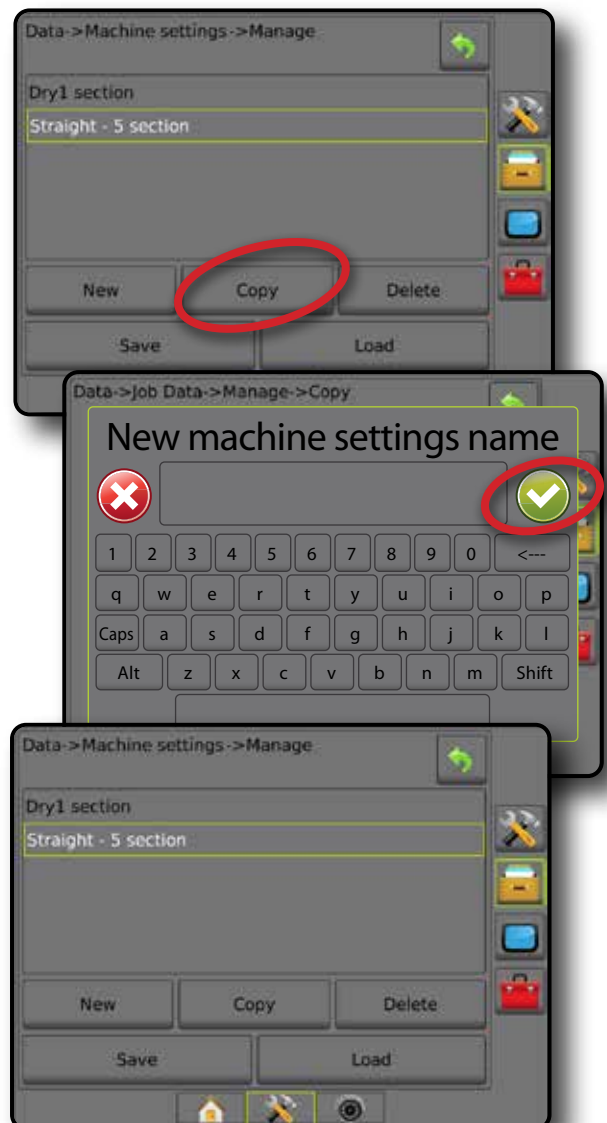 Data->Machine settings->Manage
Dry1 section
Straight - 5 section
New Copy Delete
Save Load
Data->Job Data->Manage->Copy
New machine settings name
1 2 3 4 5 6 7 8 9 0 <---
q w e r t y u i o p
Caps a s d f g h j k l
Alt z x c v b n m Shift
Data->Machine settings->Manage
Dry1 section
Straight - 5 section
New Copy Delete
Save Load